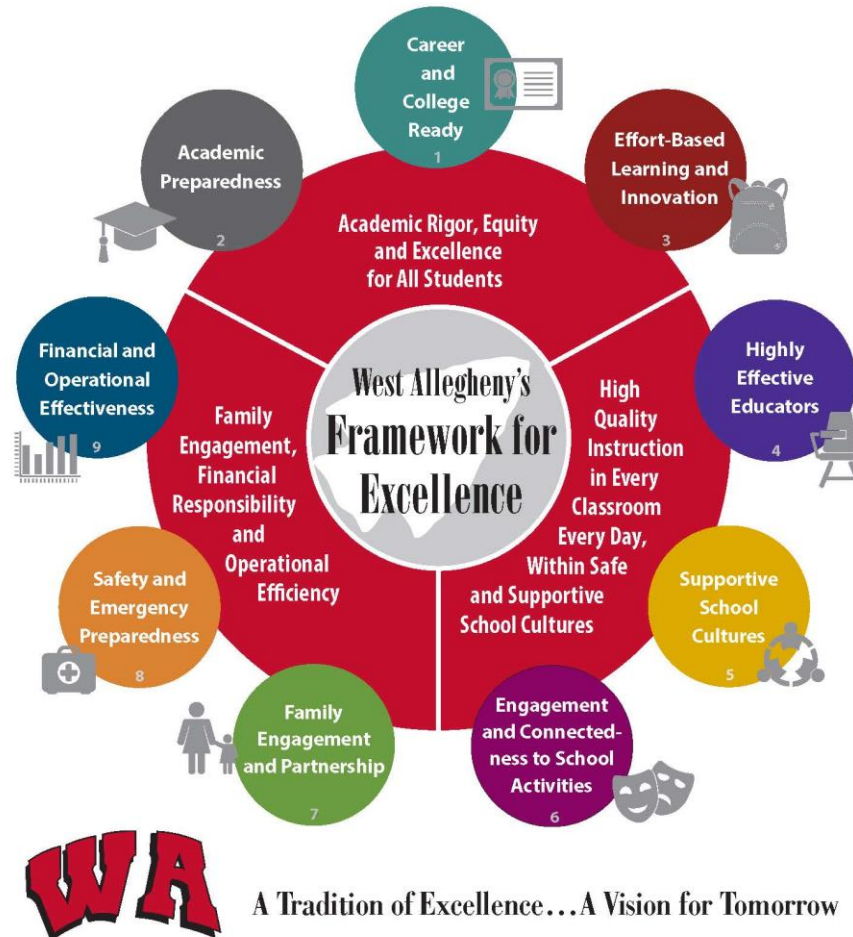 Career
and
College
Ready
1
Academic
Preparedness
2
Effort-Based
Learning and
Innovation
3
Academic Rigor, Equity
and Excellence
for All Students
Financial and
Operational
Effectiveness
9
Highly
Effective
Educators
4
West Allegheny's
Framework for
Excellence
Family
Engagement,
Financial
Responsibility
and
Operational
Efficiency
High
Quality
Instruction
in Every
Classroom
Every Day,
Within Safe
and Supportive
School Cultures
Safety and
Emergency
Preparedness
8
Supportive
School
Cultures
5
Family
Engagement
and Partnership
7
Engagement
and Connected-
ness to School
Activities
6
WA
A Tradition of Excellence...A Vision for Tomorrow